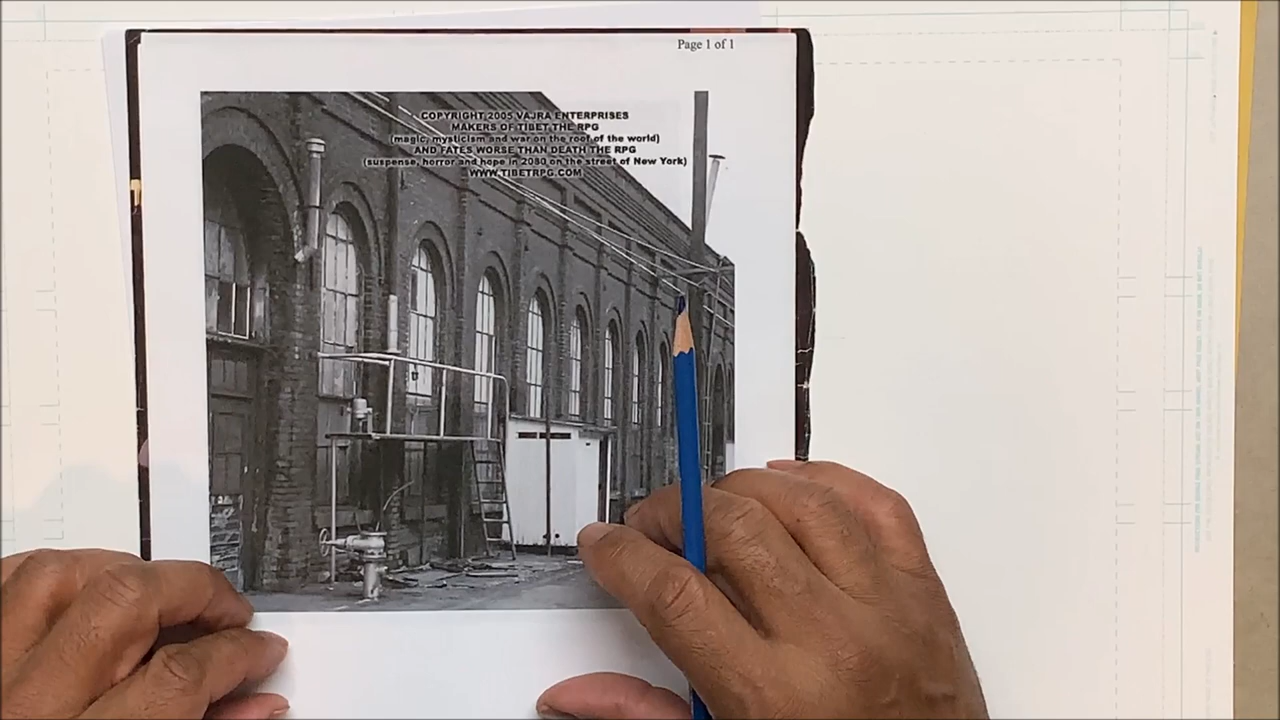 Page 1 of 1
COPYRIGHT 2005 VAJRA ENTERPRISES
MAKERS OF TIBET THE RPG
(magic, mysticism and war on the roof of the world)
AND FATES WORSE THAN DEATH THE RPG
(suspense, horror and hope in 2080 on the street of New York)
WWW.TIBETRPG.COM